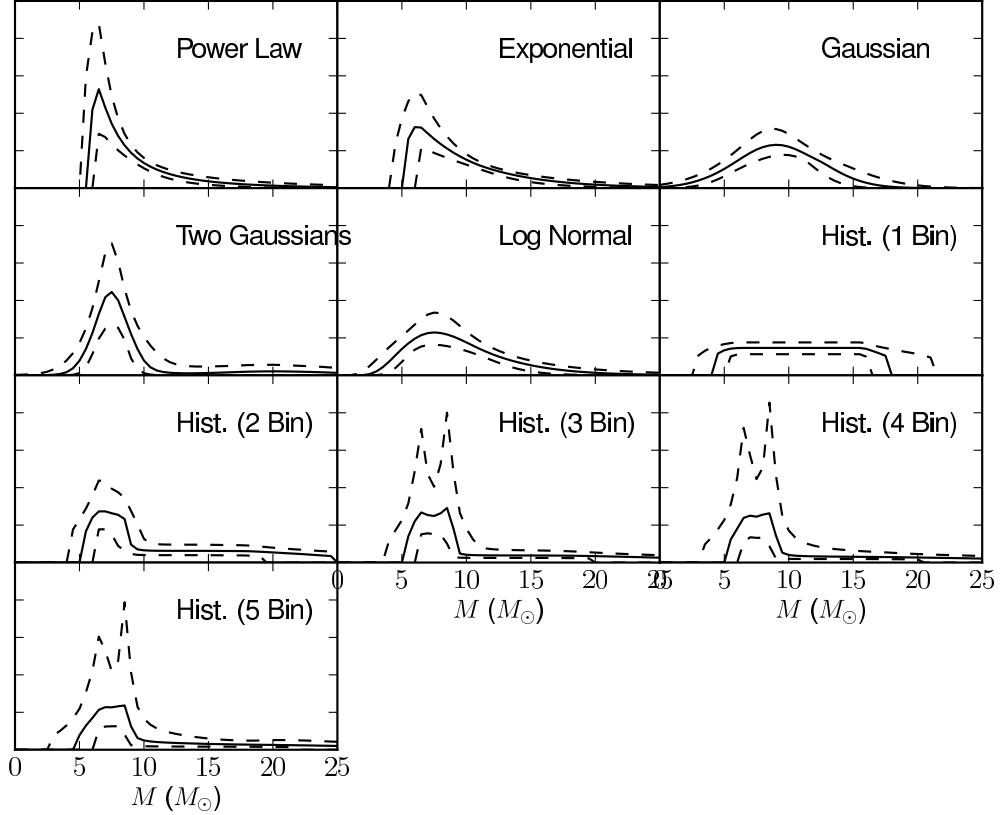 Power Law
Exponential
Gaussian
Two Gaussians
Log Normal
Hist. (1 Bin)
Hist. (2 Bin)
Hist. (3 Bin)
Hist. (4 Bin)
0 5 10 15 20 25
0 5 10 15 20 25
M (M⊙)
M (M⊙)
Hist. (5 Bin)
0 5 10 15 20 25
M (M⊙)